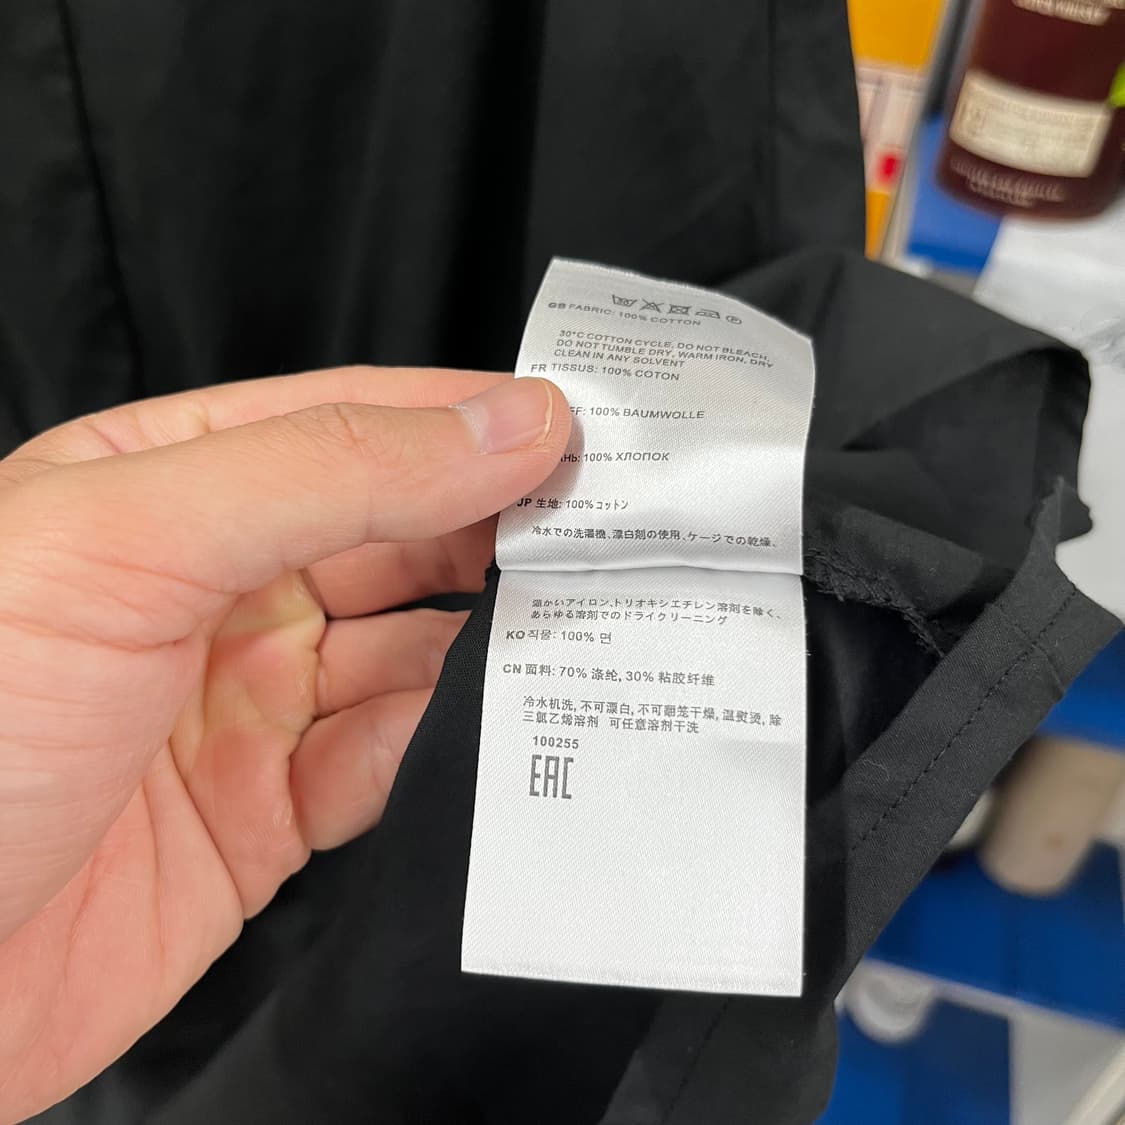 GB FABRIC: 100% COTTON
30°C COTTON CYCLE, DO NOT BLEACH,
DO NOT TUMBLE DRY, WARM IRON, DRY
CLEAN IN ANY SOLVENT
FR TISSUS: 100% COTON
FF: 100% BAUMWOLLE
АНЬ: 100% ХЛОПОК
JP 生地: 100%コットン
冷水での洗濯機、漂白剤の使用、ケージでの乾燥、
温かいアイロン、トリオキシエチレン溶剤を除く、
あらゆる溶剤でのドライクリーニング
KO 직물: 100% 면
CN 面料: 70% 涤纶, 30% 粘胶纤维
冷水机洗, 不可漂白, 不可翻笼干燥, 温熨烫, 除
三氯乙烯溶剂 可任意溶剂干洗
100255
EAC